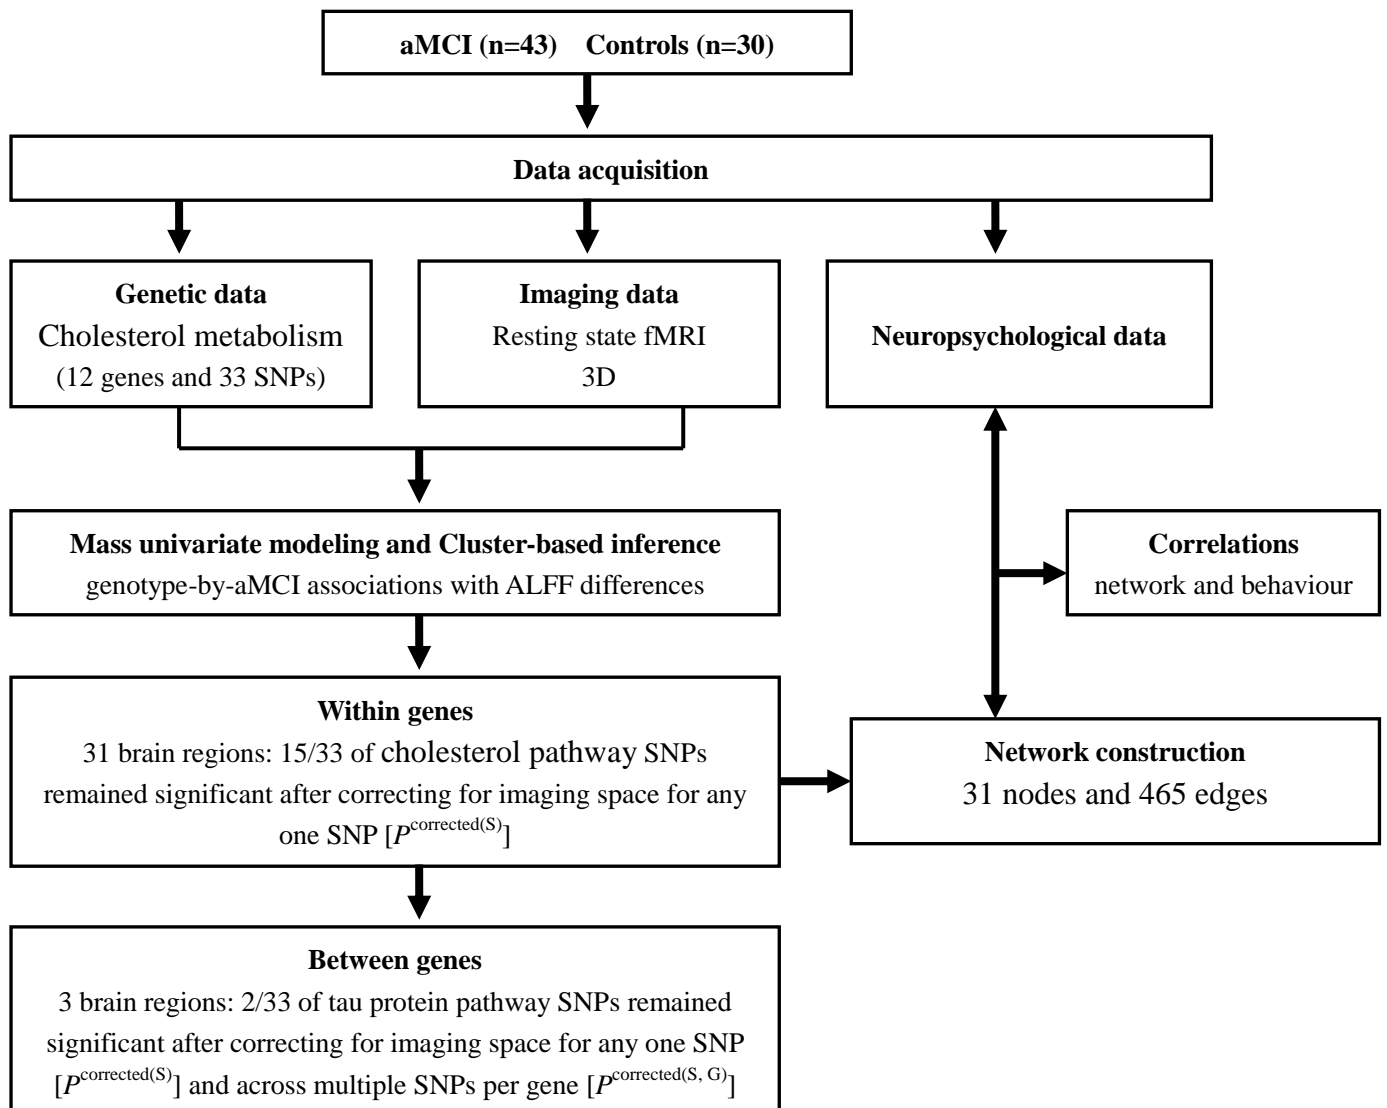 aMCI (n=43) Controls (n=30)
Data acquisition
Genetic data
Cholesterol metabolism
(12 genes and 33 SNPs)
Imaging data
Resting state fMRI
3D
Neuropsychological data
Mass univariate modeling and Cluster-based inference
genotype-by-aMCI associations with ALFF differences
Correlations
network and behaviour
Within genes
31 brain regions: 15/33 of cholesterol pathway SNPs
remained significant after correcting for imaging space for any
one SNP [P^corrected(S)]
Network construction
31 nodes and 465 edges
Between genes
3 brain regions: 2/33 of tau protein pathway SNPs remained
significant after correcting for imaging space for any one SNP
[P^corrected(S)] and across multiple SNPs per gene [P^corrected(S, G)]